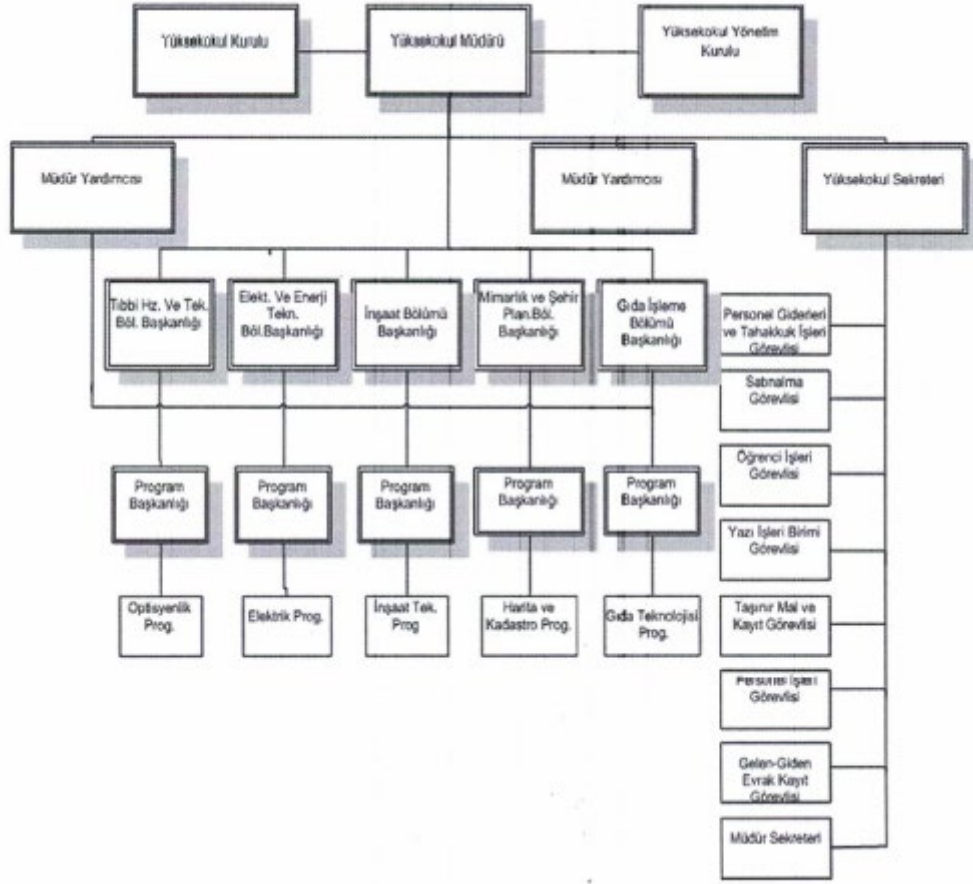 Yüksekokul Kurulu
Yüksekokul Müdürü
Yüksekokul Yönetim
Kurulu
Müdür Yardımcısı
Müdür Yardımcısı
Yüksekokul Sekreteri
Tıbbi Hz. Ve Tek.
Böl. Başkanlığı
Elekt. Ve Enerji
Tekn.
Böl.Başkanlığı
İnşaat Bölümü
Başkanlığı
Mimarlık ve Şehir
Plan.Böl.
Başkanlığı
Gıda İşleme
Bölümü
Başkanlığı
Program
Başkanlığı
Program
Başkanlığı
Program
Başkanlığı
Program
Başkanlığı
Program
Başkanlığı
Optisyenlik
Prog.
Elektrik Prog.
İnşaat Tek.
Prog
Harita ve
Kadastro Prog.
Gıda Teknolojisi
Prog.
Personel Giderleri
ve Tahakkuk İşleri
Görevlisi
Satınalma
Görevlisi
Öğrenci İşleri
Görevlisi
Yazı İşleri Birimi
Görevlisi
Taşınır Mal ve
Kayıt Görevlisi
Personel İşleri
Görevlisi
Gelen-Giden
Evrak Kayıt
Görevlisi
Müdür Sekreteri